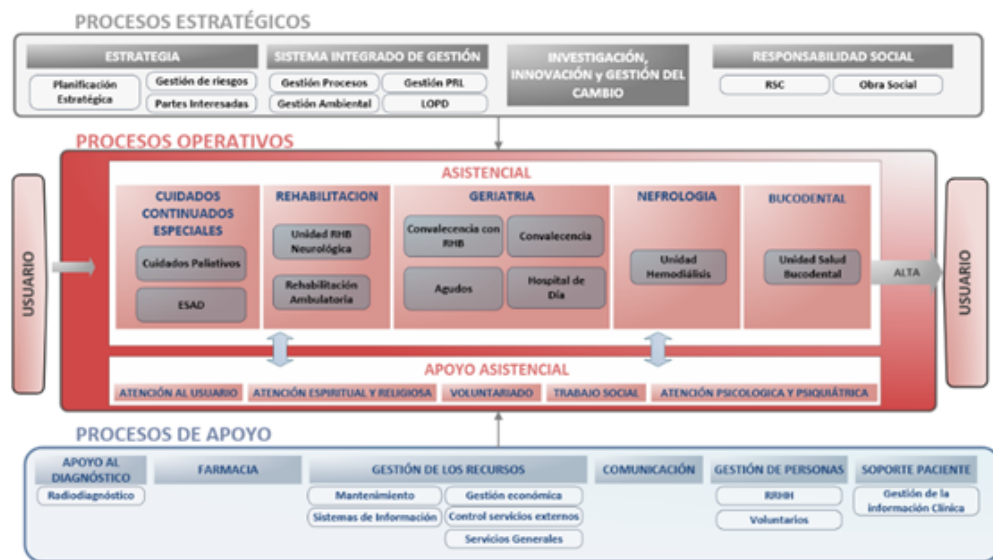 PROCESOS ESTRATÉGICOS
ESTRATEGIA
Planificación
Estratégica
Gestión de riesgos
Partes Interesadas
SISTEMA INTEGRADO DE GESTIÓN
Gestión Procesos
Gestión PRL
Gestión Ambiental
LOPD
INVESTIGACIÓN,
INNOVACIÓN y GESTIÓN DEL
CAMBIO
RESPONSABILIDAD SOCIAL
RSC
Obra Social
PROCESOS OPERATIVOS
USUARIO
ASISTENCIAL
CUIDADOS
CONTINUADOS
ESPECIALES
Cuidados Paliativos
ESAD
REHABILITACION
Unidad RHB
Neurológica
Rehabilitación
Ambulatoria
GERIATRIA
Convalecencia con
RHB
Convalecencia
Agudos
Hospital de
Día
NEFROLOGIA
Unidad
Hemodiálisis
BUCODENTAL
Unidad Salud
Bucodental
ALTA
USUARIO
APOYO ASISTENCIAL
ATENCIÓN AL USUARIO
ATENCIÓN ESPIRITUAL Y RELIGIOSA
VOLUNTARIADO
TRABAJO SOCIAL
ATENCIÓN PSICOLOGICA Y PSIQUIÁTRICA
PROCESOS DE APOYO
APOYO AL
DIAGNÓSTICO
Radiodiagnóstico
FARMACIA
GESTIÓN DE LOS RECURSOS
Mantenimiento
Gestión económica
Sistemas de Información
Control servicios externos
Servicios Generales
COMUNICACIÓN
GESTIÓN DE PERSONAS
RRHH
Voluntarios
SOPORTE PACIENTE
Gestión de la
información Clínica